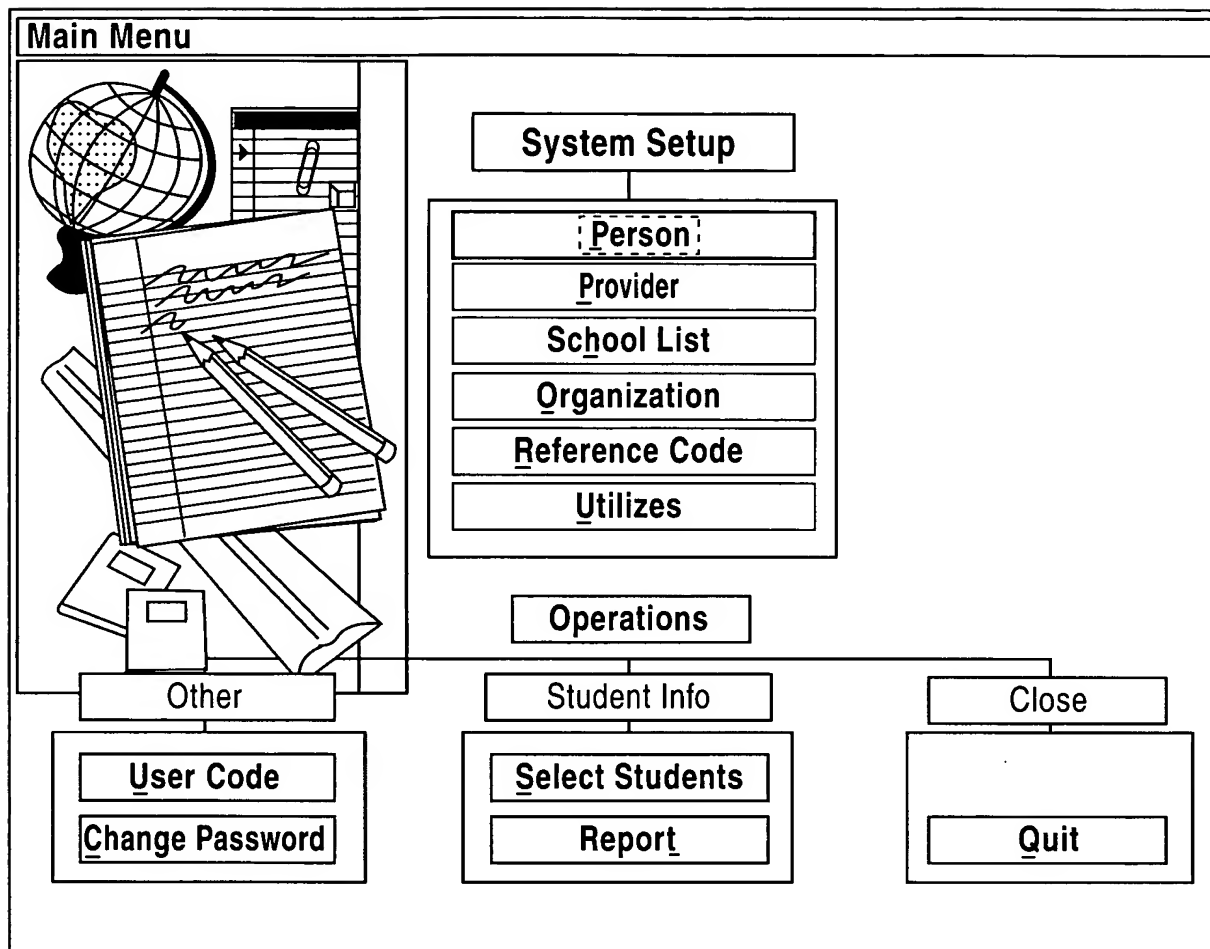 Main Menu
System Setup
Person
Provider
School List
Organization
Reference Code
Utilizes
Operations
Other
Student Info
Close
User Code
Select Students
Change Password
Report
Quit